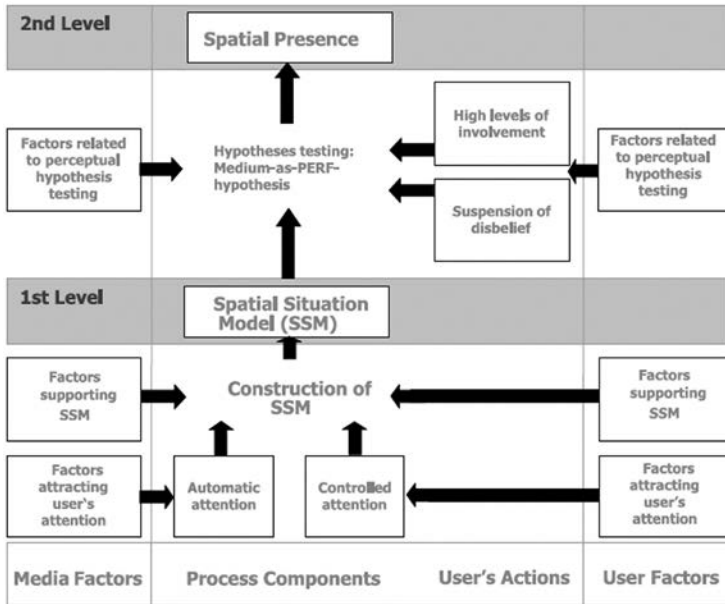 2nd Level
Spatial Presence
Factors related
to perceptual
hypothesis
testing
Hypotheses testing:
Medium-as-PERF-
hypothesis
High levels of
involvement
Suspension of
disbelief
Factors related
to perceptual
hypothesis
testing
1st Level
Spatial Situation
Model (SSM)
Factors
supporting
SSM
Construction of
SSM
Factors
supporting
SSM
Factors
attracting
user's
attention
Automatic
attention
Controlled
attention
Factors
attracting
user's
attention
Media Factors
Process Components
User's Actions
User Factors